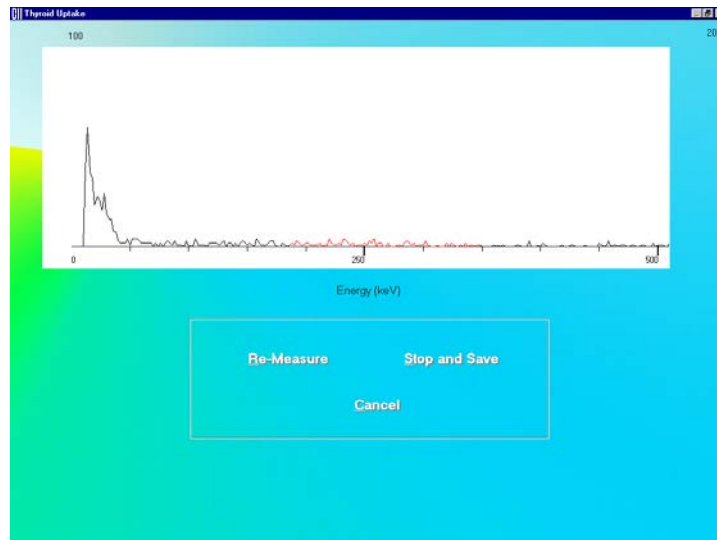 Thyroid Uptake
100
20
0 250 500
Energy (keV)
Re-Measure Stop and Save
Cancel